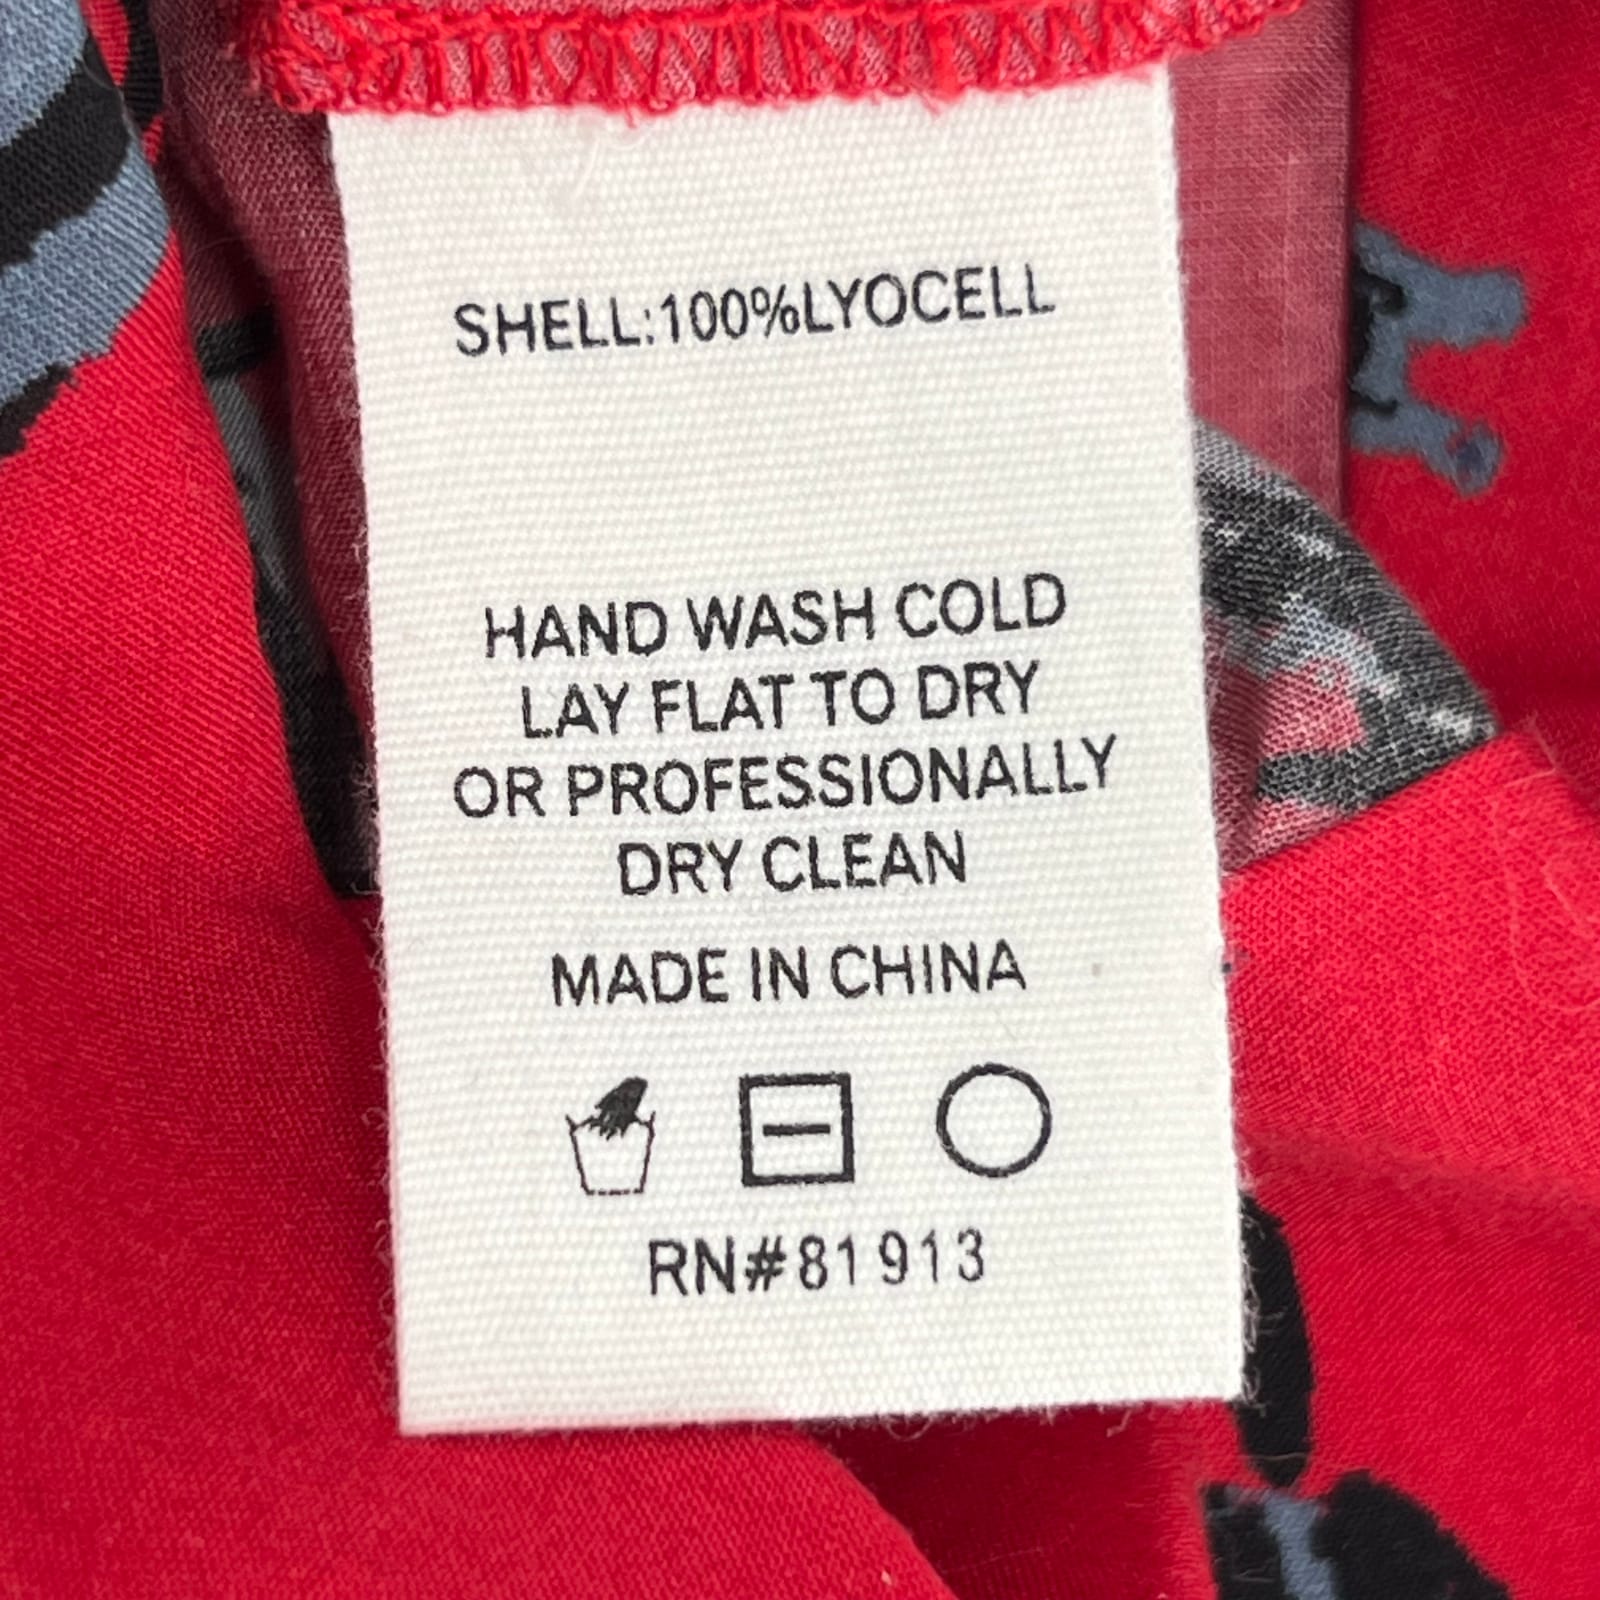 SHELL:100%LYOCELL
HAND WASH COLD
LAY FLAT TO DRY
OR PROFESSIONALLY
DRY CLEAN
MADE IN CHINA
RN#81913